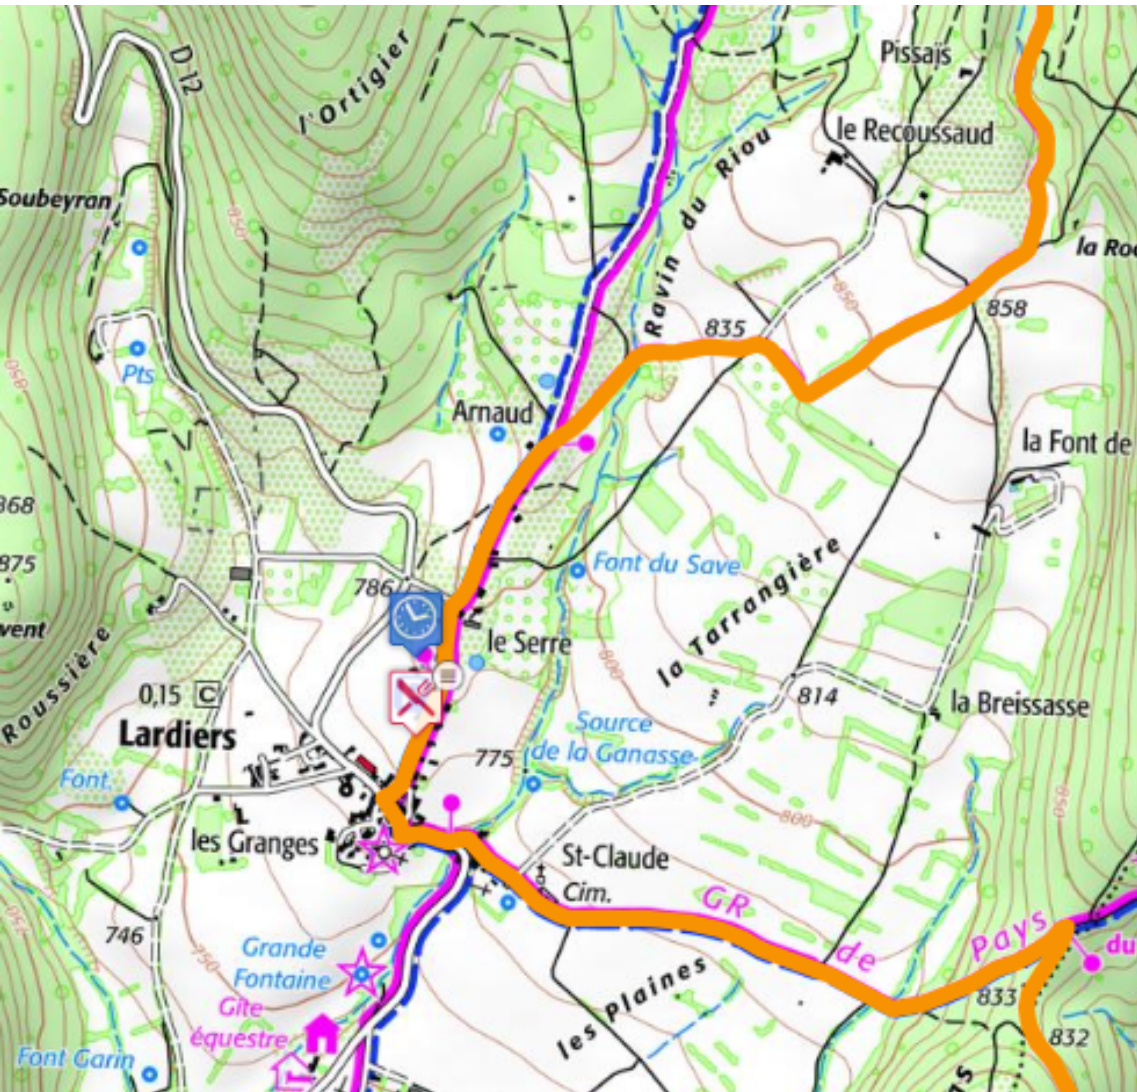 D 12
l'Ortigier
Pissaïs
le Recoussaud
Soubeyran
850
Ravin du Riou
la Roc
850
858
835
Pts
Arnaud
la Font de
868
875
Font du Save
786
la Tarrangière
le Serre
800
Roussière
0,15 C
Lardiers
814
la Breissasse
Source
de la Ganasse
775
Font.
800
850
les Granges
St-Claude
Cim.
GR de Pays
du
746
750
Grande
Fontaine
Gîte
équestre
les Plaines
833
832
Font Garin